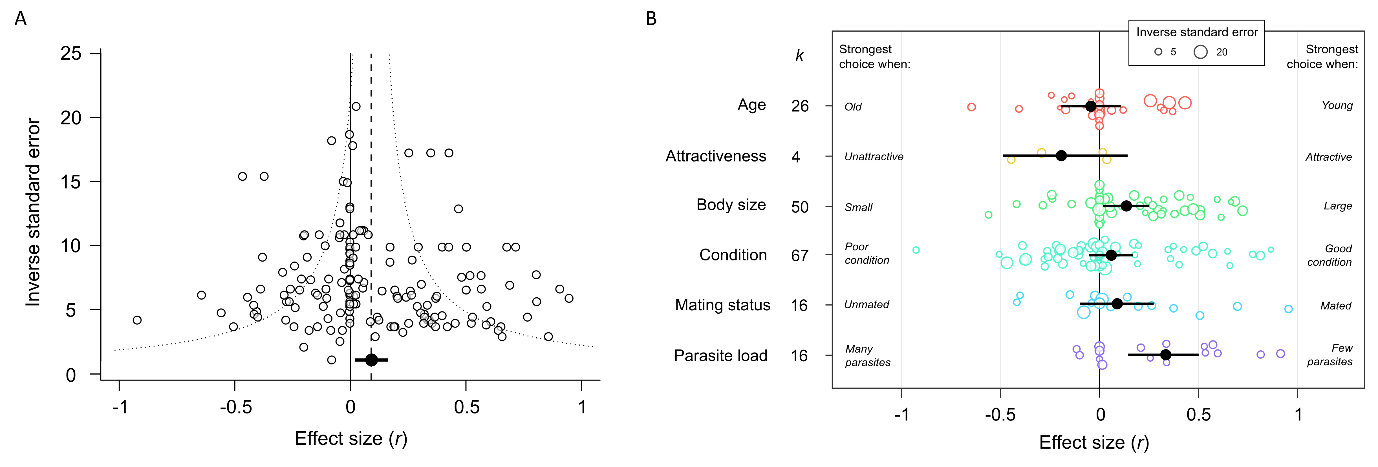 A
25
20
15
10
5
0
Inverse standard error
-1
-0.5
0
0.5
1
Effect size (r)
B
Inverse standard error
5
20
k
Strongest
choice when:
Strongest
choice when:
Age
26
Old
Young
Attractiveness
4
Unattractive
Attractive
Body size
50
Small
Large
Condition
67
Poor
condition
Good
condition
Mating status
16
Unmated
Mated
Parasite load
16
Many
parasites
Few
parasites
-1
-0.5
0
0.5
1
Effect size (r)